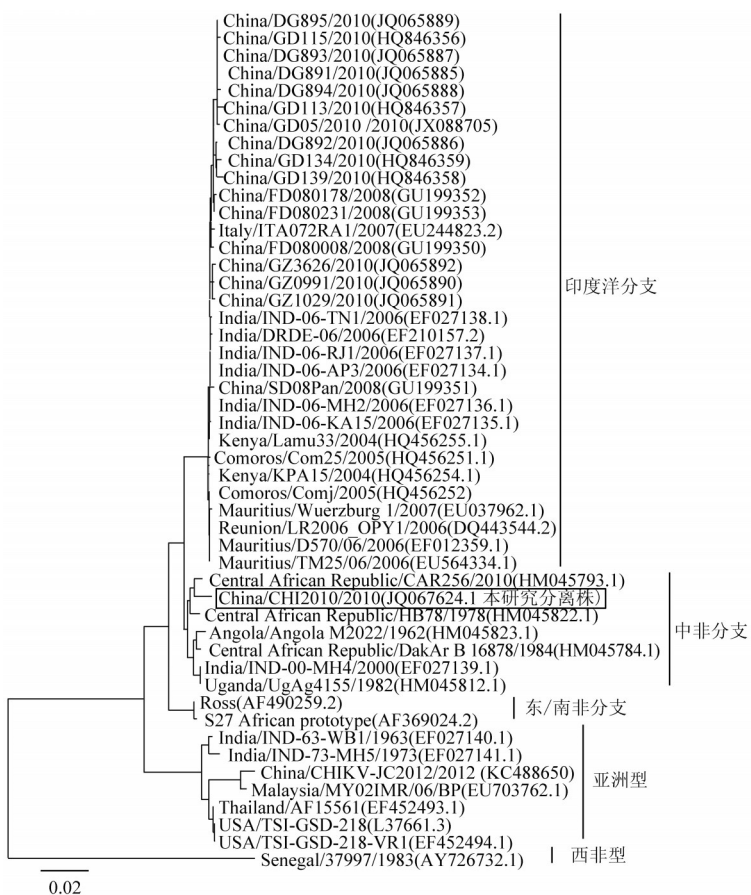 China/DG895/2010(JQ065889)
China/GD115/2010(HQ846356)
China/DG893/2010(JQ065887)
China/DG891/2010(JQ065885)
China/DG894/2010(JQ065888)
China/GD113/2010(HQ846357)
China/GD05/2010 /2010(JX088705)
China/DG892/2010(JQ065886)
China/GD134/2010(HQ846359)
China/GD139/2010(HQ846358)
China/FD080178/2008(GU199352)
China/FD080231/2008(GU199353)
Italy/ITA072RA1/2007(EU244823.2)
China/FD080008/2008(GU199350)
China/GZ3626/2010(JQ065892)
China/GZ0991/2010(JQ065890)
China/GZ1029/2010(JQ065891)
India/IND-06-TN1/2006(EF027138.1)
India/DRDE-06/2006(EF210157.2)
India/IND-06-RJ1/2006(EF027137.1)
India/IND-06-AP3/2006(EF027134.1)
China/SD08Pan/2008(GU199351)
India/IND-06-MH2/2006(EF027136.1)
India/IND-06-KA15/2006(EF027135.1)
Kenya/Lamu33/2004(HQ456255.1)
Comoros/Com25/2005(HQ456251.1)
Kenya/KPA15/2004(HQ456254.1)
Comoros/Comj/2005(HQ456252)
Mauritius/Wuerzburg 1/2007(EU037962.1)
Reunion/LR2006_OPY1/2006(DQ443544.2)
Mauritius/D570/06/2006(EF012359.1)
Mauritius/TM25/06/2006(EU564334.1)
印度洋分支
Central African Republic/CAR256/2010(HM045793.1)
China/CHI2010/2010(JQ067624.1 本研究分离株)
Central African Republic/HB78/1978(HM045822.1)
Angola/Angola M2022/1962(HM045823.1)
Central African Republic/DakAr B 16878/1984(HM045784.1)
India/IND-00-MH4/2000(EF027139.1)
Uganda/UgAg4155/1982(HM045812.1)
中非分支
Ross(AF490259.2)
S27 African prototype(AF369024.2)
东/南非分支
India/IND-63-WB1/1963(EF027140.1)
India/IND-73-MH5/1973(EF027141.1)
China/CHIKV-JC2012/2012 (KC488650)
Malaysia/MY02IMR/06/BP(EU703762.1)
Thailand/AF15561(EF452493.1)
USA/TSI-GSD-218(L37661.3)
USA/TSI-GSD-218-VR1(EF452494.1)
亚洲型
Senegal/37997/1983(AY726732.1)
西非型
0.02